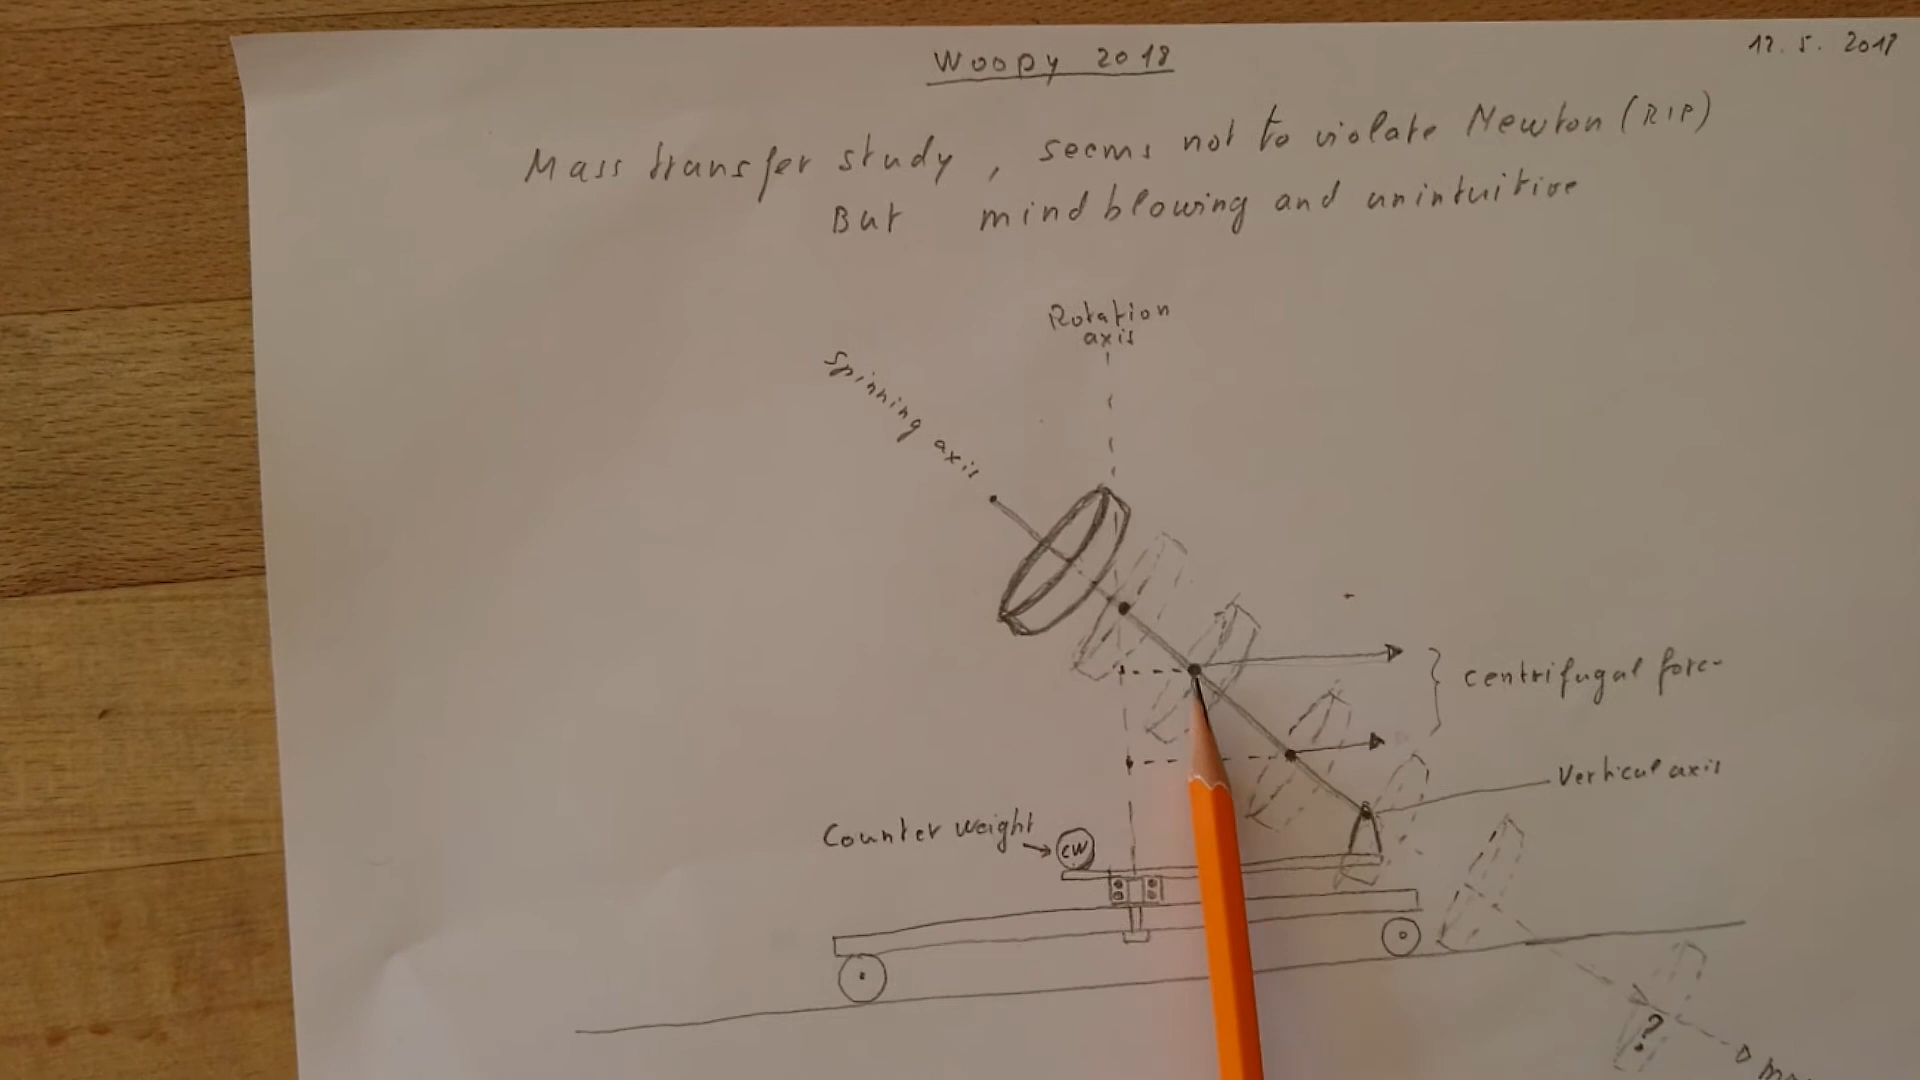 Woopy 2018
12. 5. 2018
Mass transfer study, seems not to violate Newton (RIP)
But mind blowing and unintuitive
Rotation
axis
Spinning axis
centrifugal force
Vertical axis
Counter weight
CW
?